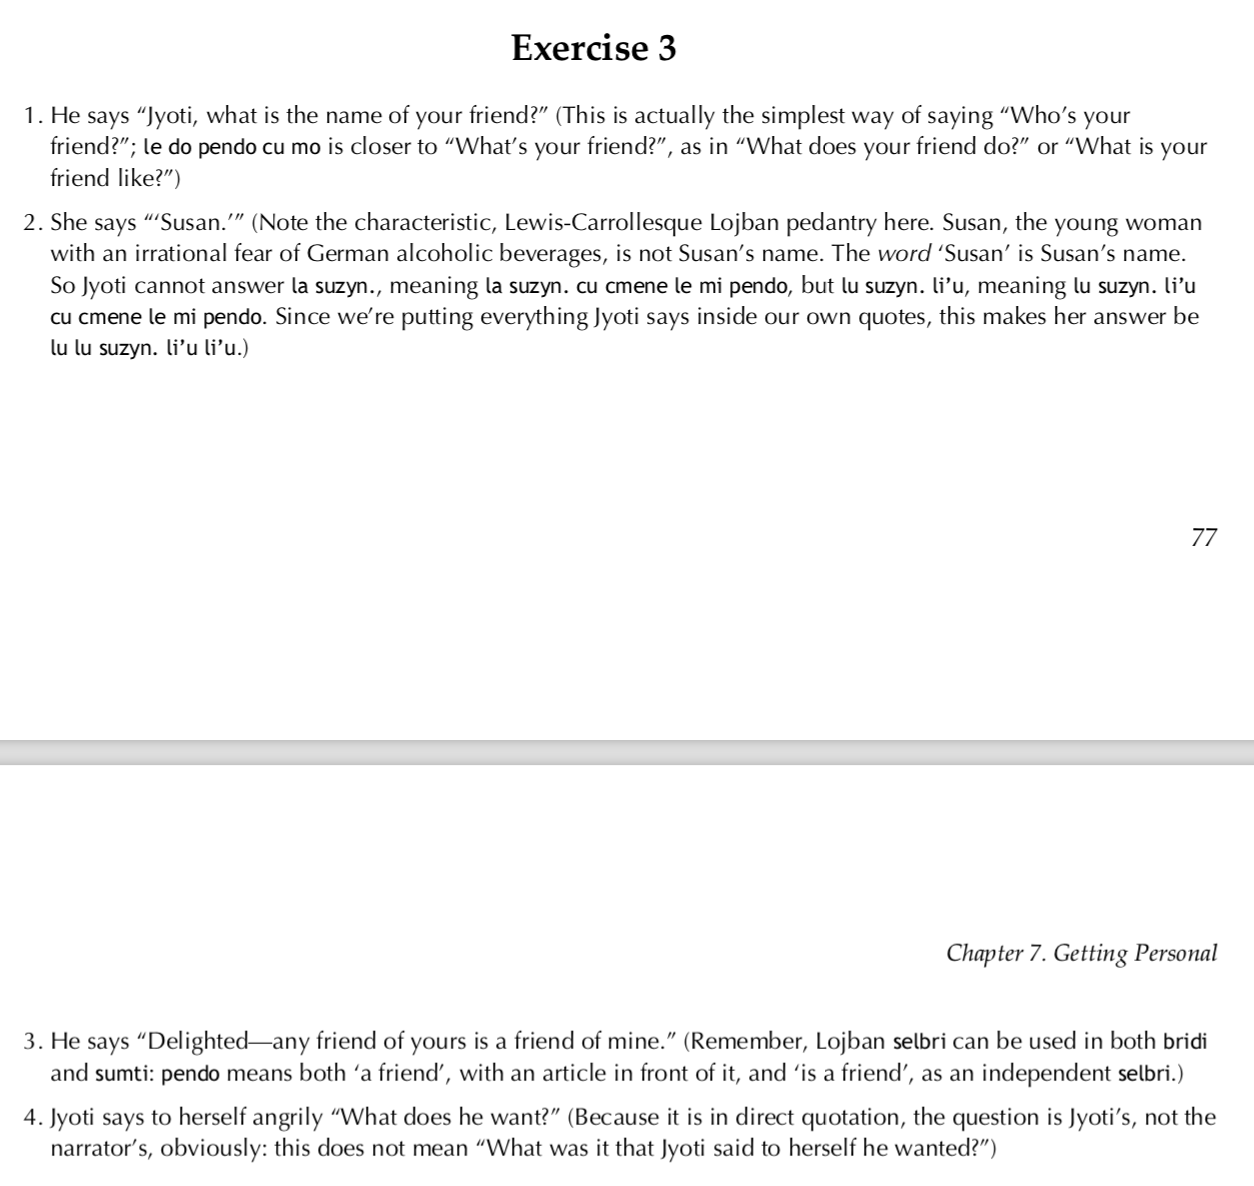 Exercise 3
1. He says “Jyoti, what is the name of your friend?” (This is actually the simplest way of saying “Who’s your
friend?”; le do pendo cu mo is closer to “What’s your friend?”, as in “What does your friend do?” or “What is your
friend like?”)
2. She says “‘Susan.’” (Note the characteristic, Lewis-Carrollesque Lojban pedantry here. Susan, the young woman
with an irrational fear of German alcoholic beverages, is not Susan’s name. The word ‘Susan’ is Susan’s name.
So Jyoti cannot answer la suzyn., meaning la suzyn. cu cmene le mi pendo, but lu suzyn. li’u, meaning lu suzyn. li’u
cu cmene le mi pendo. Since we’re putting everything Jyoti says inside our own quotes, this makes her answer be
lu lu suzyn. li’u li’u.)
77
Chapter 7. Getting Personal
3. He says “Delighted—any friend of yours is a friend of mine.” (Remember, Lojban selbri can be used in both bridi
and sumti: pendo means both ‘a friend’, with an article in front of it, and ‘is a friend’, as an independent selbri.)
4. Jyoti says to herself angrily “What does he want?” (Because it is in direct quotation, the question is Jyoti’s, not the
narrator’s, obviously: this does not mean “What was it that Jyoti said to herself he wanted?”)